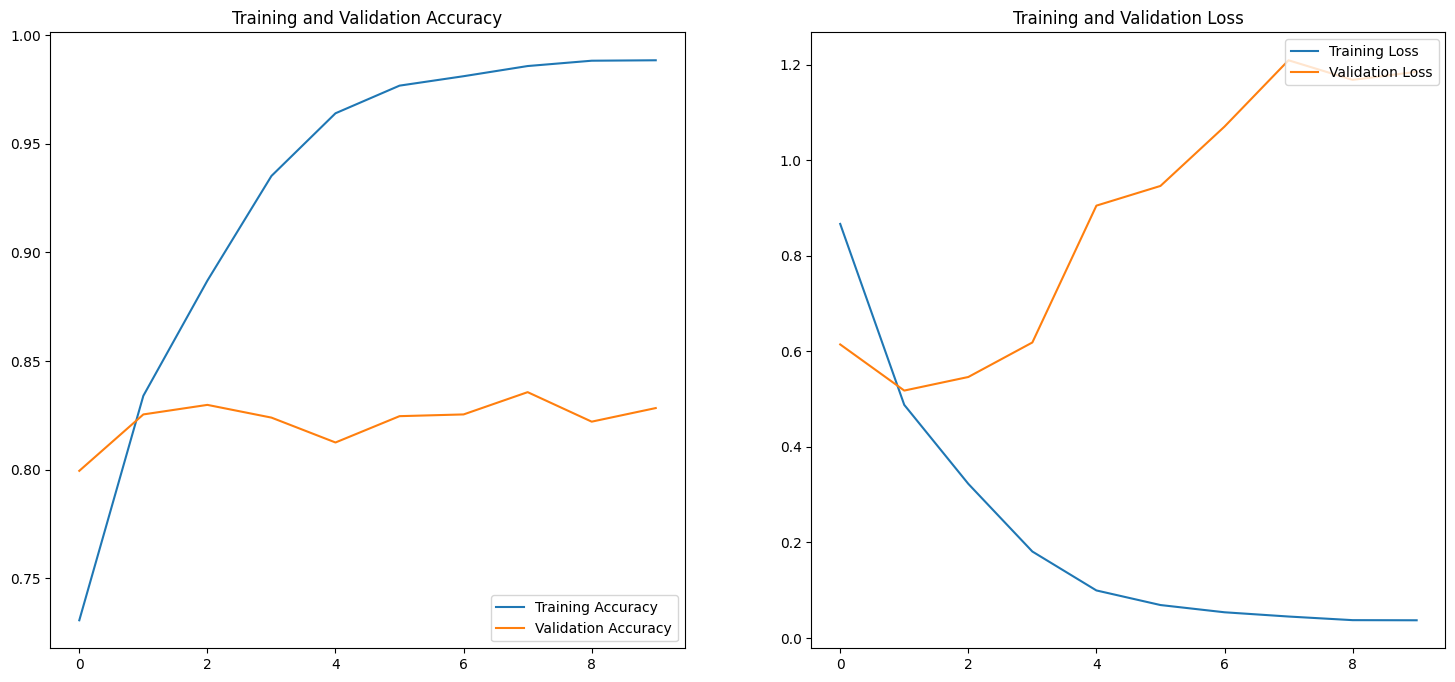 Training and Validation Accuracy
1.00
0.95
0.90
0.85
0.80
0.75
0 2 4 6 8
Training Accuracy
Validation Accuracy
Training and Validation Loss
1.2
1.0
0.8
0.6
0.4
0.2
0.0
0 2 4 6 8
Training Loss
Validation Loss